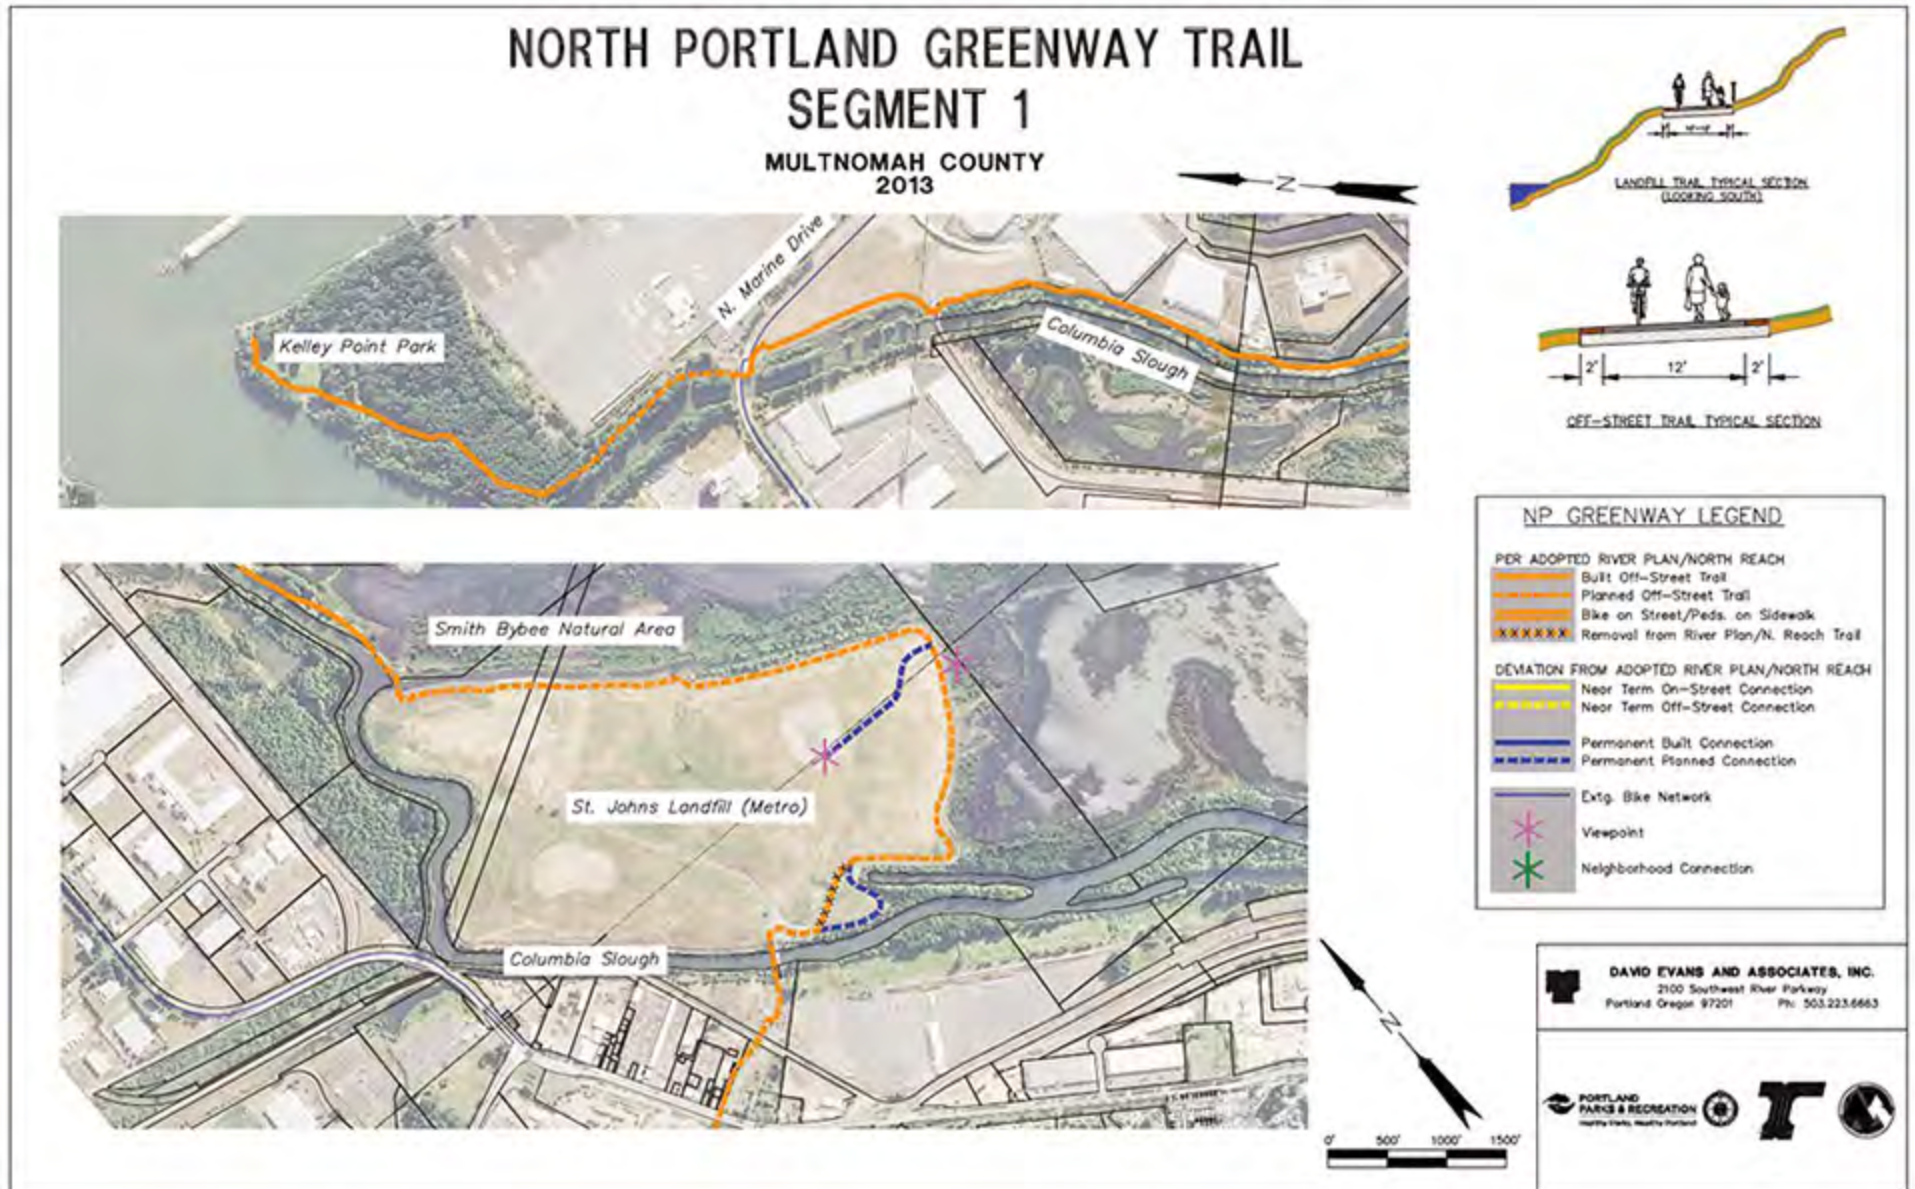 NORTH PORTLAND GREENWAY TRAIL
SEGMENT 1
MULTNOMAH COUNTY
2013
N
LANDFILL TRAIL TYPICAL SECTION
(LOOKING SOUTH)
2'
12'
2'
OFF-STREET TRAIL TYPICAL SECTION
Kelley Point Park
N. Marine Drive
Columbia Slough
Smith Bybee Natural Area
St. Johns Landfill (Metro)
Columbia Slough
NP GREENWAY LEGEND
PER ADOPTED RIVER PLAN/NORTH REACH
Built Off-Street Trail
Planned Off-Street Trail
Bike on Street/Peds. on Sidewalk
Removal from River Plan/N. Reach Trail
DEVIATION FROM ADOPTED RIVER PLAN/NORTH REACH
Near Term On-Street Connection
Near Term Off-Street Connection
Permanent Built Connection
Permanent Planned Connection
Extg. Bike Network
Viewpoint
Neighborhood Connection
N
0' 500' 1000' 1500'
DAVID EVANS AND ASSOCIATES, INC.
2100 Southwest River Parkway
Portland Oregon 97201 Ph: 503.223.6663
PORTLAND
PARKS & RECREATION
Healthy Parks, Healthy Portland